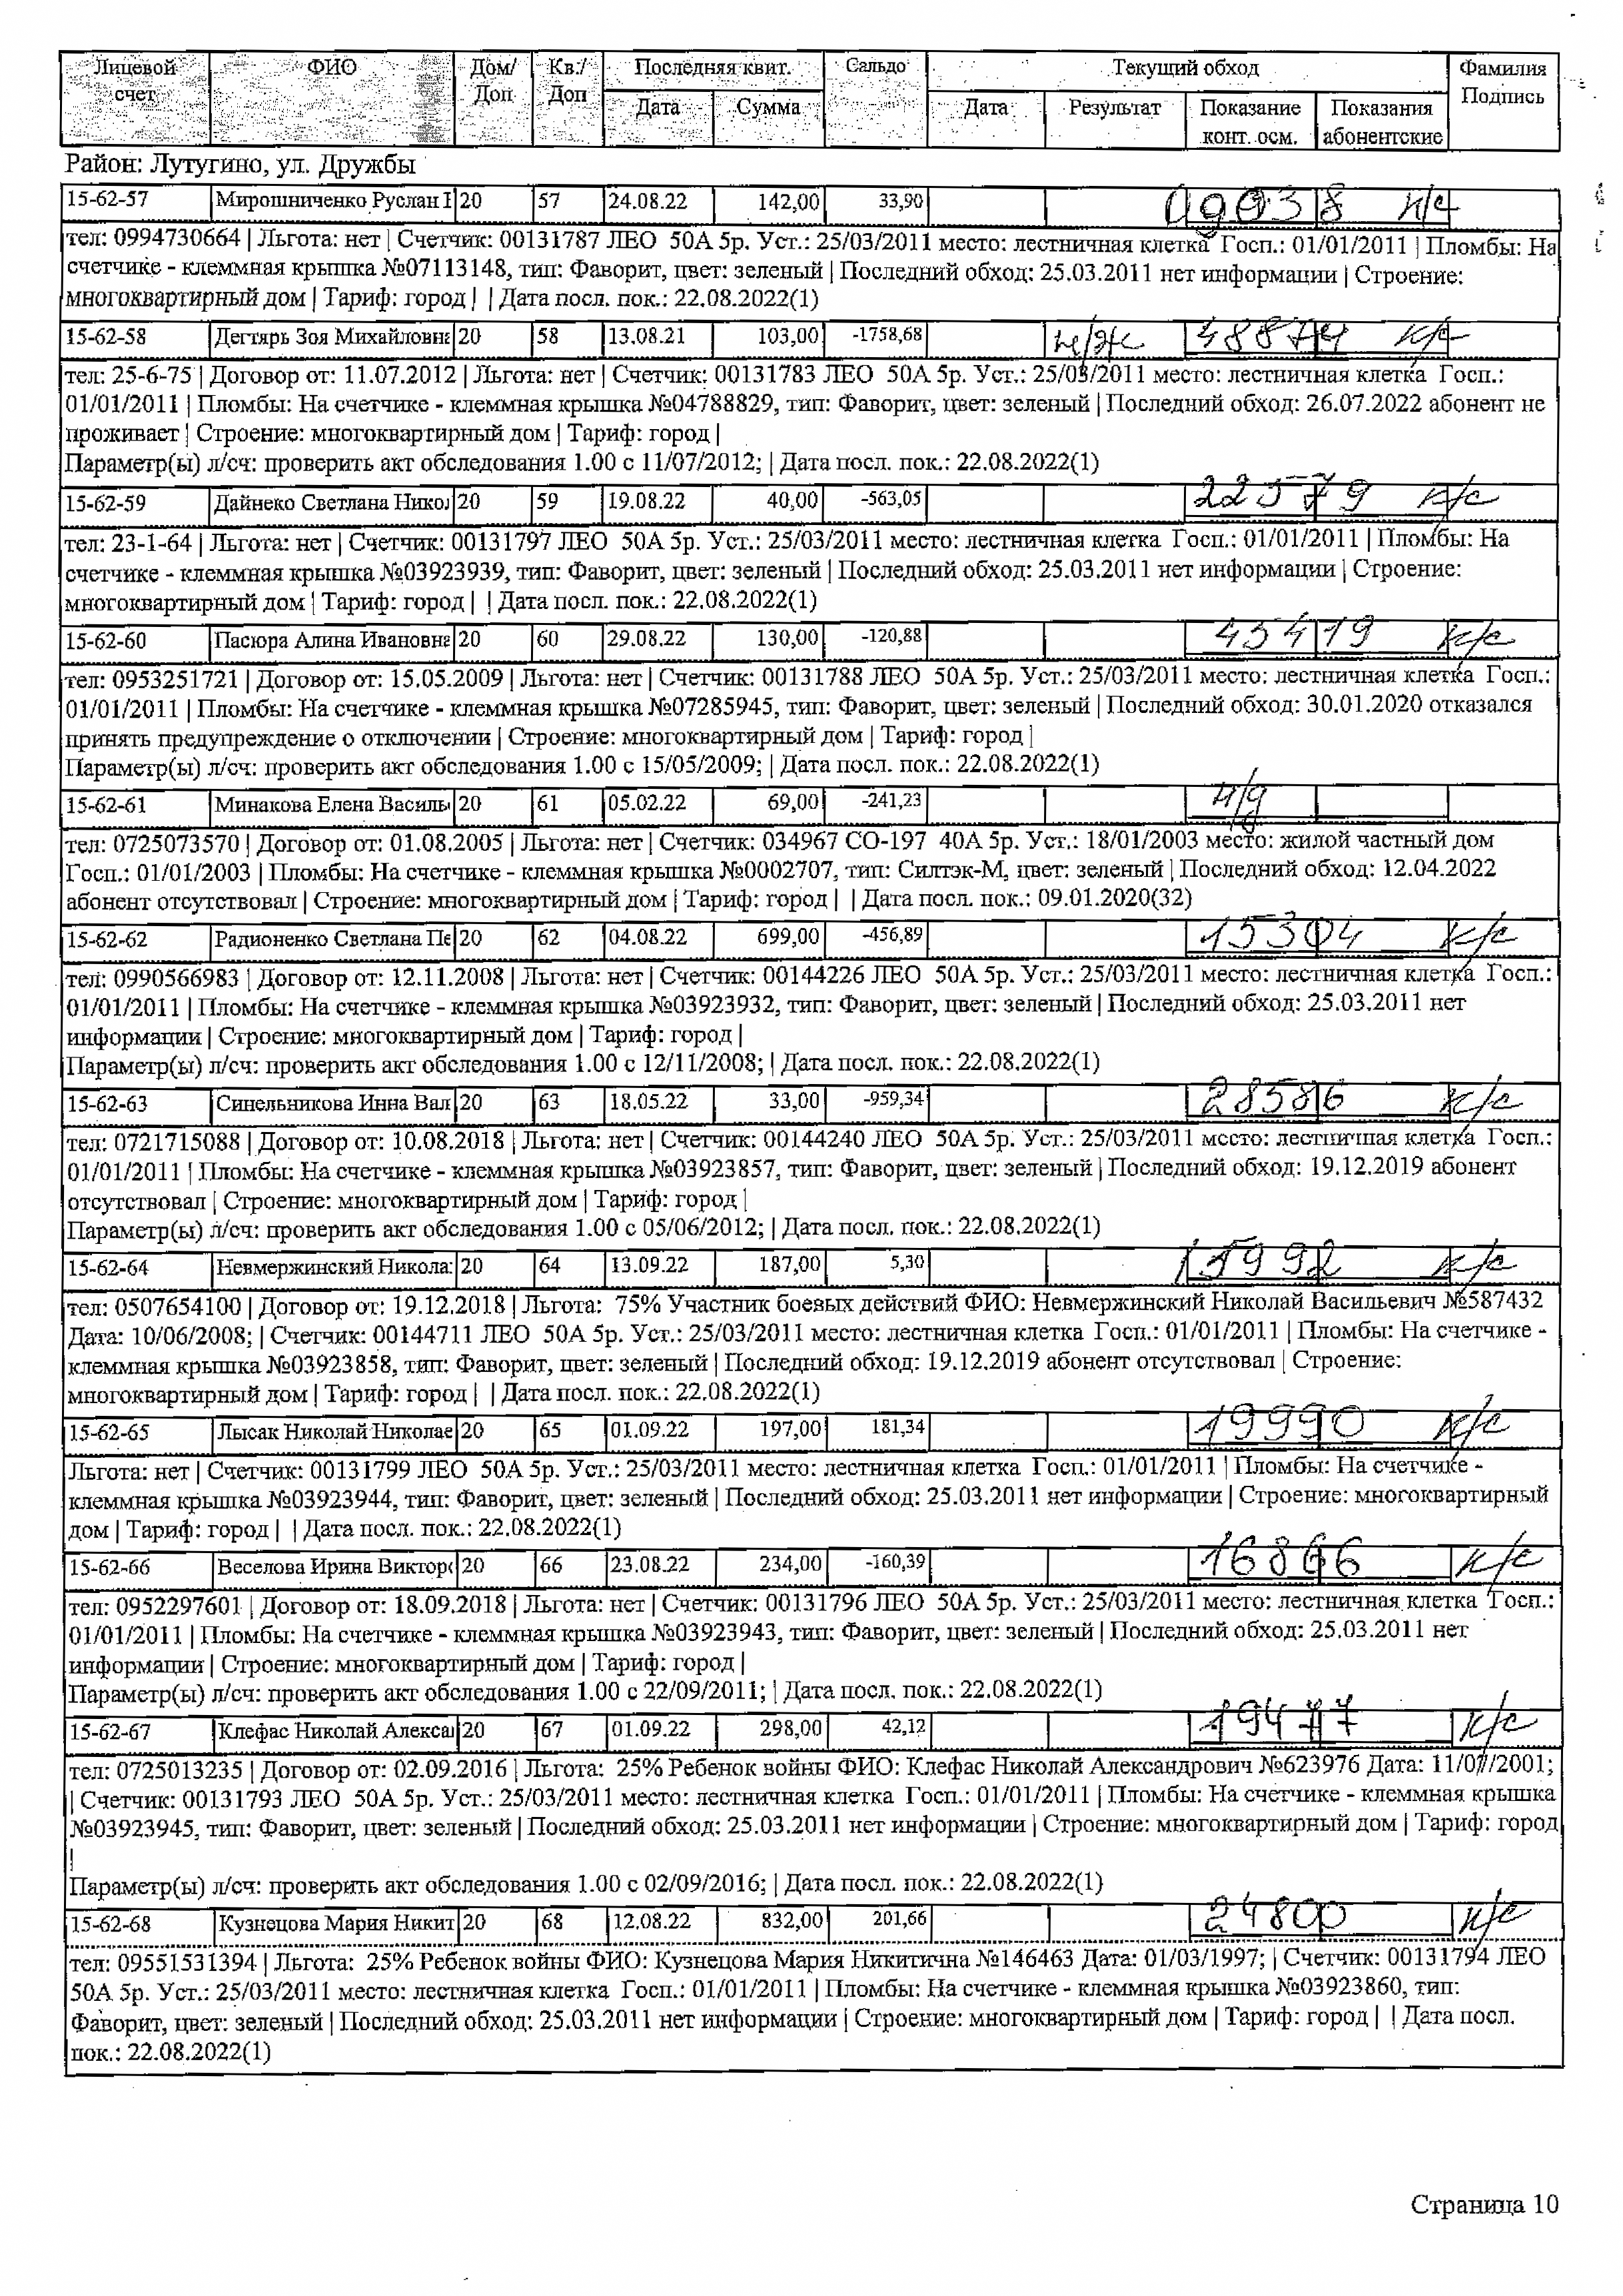 Лицевой счет ФИО Дом/ Доп Кв./ Доп Последняя квит. Сальдо Текущий обход Фамилия Подпись
Дата Сумма Дата Результат Показание конт. осм. Показания абонентские
Район: Лутугино, ул. Дружбы
15-62-57 Мирошниченко Руслан 20 57 24.08.22 142,00 33,90 к/с
тел: 0994730664 | Льгота: нет | Счетчик: 00131787 ЛЕО 50А 5р. Уст.: 25/03/2011 место: лестничная клетка Госп.: 01/01/2011 | Пломбы: На
счетчике - клеммная крышка №07113148, тип: Фаворит, цвет: зеленый | Последний обход: 25.03.2011 нет информации | Строение:
многоквартирный дом | Тариф: город | | Дата посл. пок.: 22.08.2022(1)
15-62-58 Дегтярь Зоя Михайловна 20 58 13.08.21 103,00 -1758,68 н/ж 48874 к/с
тел: 25-6-75 | Договор от: 11.07.2012 | Льгота: нет | Счетчик: 00131783 ЛЕО 50А 5р. Уст.: 25/03/2011 место: лестничная клетка Госп.:
01/01/2011 | Пломбы: На счетчике - клеммная крышка №04788829, тип: Фаворит, цвет: зеленый | Последний обход: 26.07.2022 абонент не
проживает | Строение: многоквартирный дом | Тариф: город |
Параметр(ы) л/сч: проверить акт обследования 1.00 с 11/07/2012; | Дата посл. пок.: 22.08.2022(1)
15-62-59 Дайнеко Светлана Никол 20 59 19.08.22 40,00 -563,05 22579 к/с
тел: 23-1-64 | Льгота: нет | Счетчик: 00131797 ЛЕО 50А 5р. Уст.: 25/03/2011 место: лестничная клетка Госп.: 01/01/2011 | Пломбы: На
счетчике - клеммная крышка №03923939, тип: Фаворит, цвет: зеленый | Последний обход: 25.03.2011 нет информации | Строение:
многоквартирный дом | Тариф: город | | Дата посл. пок.: 22.08.2022(1)
15-62-60 Пасюра Алина Ивановна 20 60 29.08.22 130,00 -120,88 45419 к/с
тел: 0953251721 | Договор от: 15.05.2009 | Льгота: нет | Счетчик: 00131788 ЛЕО 50А 5р. Уст.: 25/03/2011 место: лестничная клетка Госп.:
01/01/2011 | Пломбы: На счетчике - клеммная крышка №07285945, тип: Фаворит, цвет: зеленый | Последний обход: 30.01.2020 отказался
принять предупреждение о отключении | Строение: многоквартирный дом | Тариф: город |
Параметр(ы) л/сч: проверить акт обследования 1.00 с 15/05/2009; | Дата посл. пок.: 22.08.2022(1)
15-62-61 Минакова Елена Василь 20 61 05.02.22 69,00 -241,23 н/д
тел: 0725073570 | Договор от: 01.08.2005 | Льгота: нет | Счетчик: 034967 СО-197 40А 5р. Уст.: 18/01/2003 место: жилой частный дом
Госп.: 01/01/2003 | Пломбы: На счетчике - клеммная крышка №0002707, тип: Силтэк-М, цвет: зеленый | Последний обход: 12.04.2022
абонент отсутствовал | Строение: многоквартирный дом | Тариф: город | | Дата посл. пок.: 09.01.2020(32)
15-62-62 Радионенко Светлана Пе 20 62 04.08.22 699,00 -456,89 15304 к/с
тел: 0990566983 | Договор от: 12.11.2008 | Льгота: нет | Счетчик: 00144226 ЛЕО 50А 5р. Уст.: 25/03/2011 место: лестничная клетка Госп.:
01/01/2011 | Пломбы: На счетчике - клеммная крышка №03923932, тип: Фаворит, цвет: зеленый | Последний обход: 25.03.2011 нет
информации | Строение: многоквартирный дом | Тариф: город |
Параметр(ы) л/сч: проверить акт обследования 1.00 с 12/11/2008; | Дата посл. пок.: 22.08.2022(1)
15-62-63 Синельникова Инна Вал 20 63 18.05.22 33,00 -959,34 28586 к/с
тел: 0721715088 | Договор от: 10.08.2018 | Льгота: нет | Счетчик: 00144240 ЛЕО 50А 5р. Уст.: 25/03/2011 место: лестничная клетка Госп.:
01/01/2011 | Пломбы: На счетчике - клеммная крышка №03923857, тип: Фаворит, цвет: зеленый | Последний обход: 19.12.2019 абонент
отсутствовал | Строение: многоквартирный дом | Тариф: город |
Параметр(ы) л/сч: проверить акт обследования 1.00 с 05/06/2012; | Дата посл. пок.: 22.08.2022(1)
15-62-64 Невмержинский Никола 20 64 13.09.22 187,00 5,30 15992 к/с
тел: 0507654100 | Договор от: 19.12.2018 | Льгота: 75% Участник боевых действий ФИО: Невмержинский Николай Васильевич №587432
Дата: 10/06/2008; | Счетчик: 00144711 ЛЕО 50А 5р. Уст.: 25/03/2011 место: лестничная клетка Госп.: 01/01/2011 | Пломбы: На счетчике -
клеммная крышка №03923858, тип: Фаворит, цвет: зеленый | Последний обход: 19.12.2019 абонент отсутствовал | Строение:
многоквартирный дом | Тариф: город | | Дата посл. пок.: 22.08.2022(1)
15-62-65 Лысак Николай Николае 20 65 01.09.22 197,00 181,34 19990 к/с
Льгота: нет | Счетчик: 00131799 ЛЕО 50А 5р. Уст.: 25/03/2011 место: лестничная клетка Госп.: 01/01/2011 | Пломбы: На счетчике -
клеммная крышка №03923944, тип: Фаворит, цвет: зеленый | Последний обход: 25.03.2011 нет информации | Строение: многоквартирный
дом | Тариф: город | | Дата посл. пок.: 22.08.2022(1)
15-62-66 Веселова Ирина Виктор 20 66 23.08.22 234,00 -160,39 16866 к/с
тел: 0952297601 | Договор от: 18.09.2018 | Льгота: нет | Счетчик: 00131796 ЛЕО 50А 5р. Уст.: 25/03/2011 место: лестничная клетка Госп.:
01/01/2011 | Пломбы: На счетчике - клеммная крышка №03923943, тип: Фаворит, цвет: зеленый | Последний обход: 25.03.2011 нет
информации | Строение: многоквартирный дом | Тариф: город |
Параметр(ы) л/сч: проверить акт обследования 1.00 с 22/09/2011; | Дата посл. пок.: 22.08.2022(1)
15-62-67 Клефас Николай Алекса 20 67 01.09.22 298,00 42,12 19477 к/с
тел: 0725013235 | Договор от: 02.09.2016 | Льгота: 25% Ребенок войны ФИО: Клефас Николай Александрович №623976 Дата: 11/07/2001;
| Счетчик: 00131793 ЛЕО 50А 5р. Уст.: 25/03/2011 место: лестничная клетка Госп.: 01/01/2011 | Пломбы: На счетчике - клеммная крышка
№03923945, тип: Фаворит, цвет: зеленый | Последний обход: 25.03.2011 нет информации | Строение: многоквартирный дом | Тариф: город
|
Параметр(ы) л/сч: проверить акт обследования 1.00 с 02/09/2016; | Дата посл. пок.: 22.08.2022(1)
15-62-68 Кузнецова Мария Никит 20 68 12.08.22 832,00 201,66 24800 к/с
тел: 09551531394 | Льгота: 25% Ребенок войны ФИО: Кузнецова Мария Никитична №146463 Дата: 01/03/1997; | Счетчик: 00131794 ЛЕО
50А 5р. Уст.: 25/03/2011 место: лестничная клетка Госп.: 01/01/2011 | Пломбы: На счетчике - клеммная крышка №03923860, тип:
Фаворит, цвет: зеленый | Последний обход: 25.03.2011 нет информации | Строение: многоквартирный дом | Тариф: город | | Дата посл.
пок.: 22.08.2022(1)
Страница 10